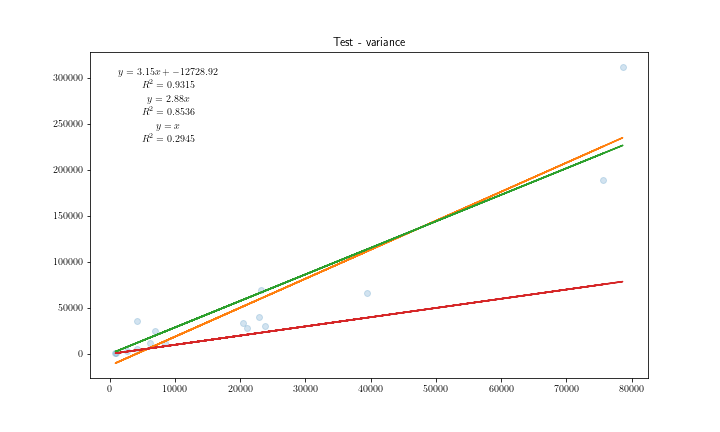 Test - variance
y = 3.15x + −12728.92
R² = 0.9315
y = 2.88x
R² = 0.8536
y = x
R² = 0.2945
300000
250000
200000
150000
100000
50000
0
0 10000 20000 30000 40000 50000 60000 70000 80000